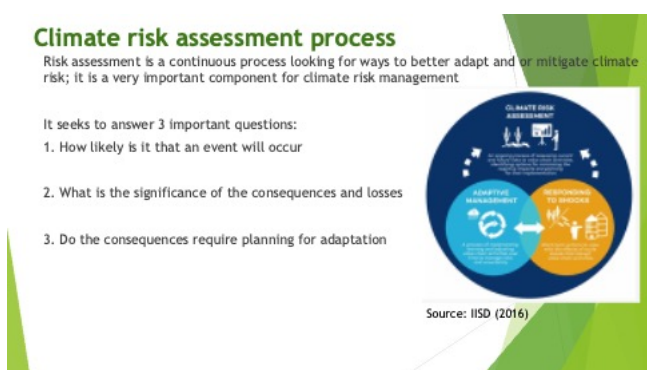 Climate risk assessment process
Risk assessment is a continuous process looking for ways to better adapt and or mitigate climate
risk; it is a very important component for climate risk management
It seeks to answer 3 important questions:
1. How likely is it that an event will occur
2. What is the significance of the consequences and losses
3. Do the consequences require planning for adaptation
CLIMATE RISK
ASSESSMENT
ADAPTIVE
MANAGEMENT
RESPONDING
TO SHOCKS
Source: IISD (2016)